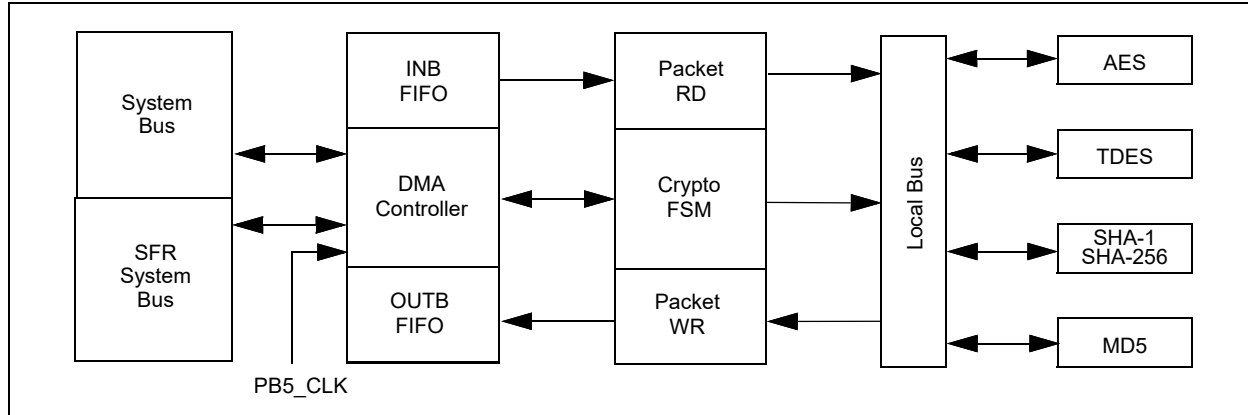 System
Bus
SFR
System
Bus
INB
FIFO
DMA
Controller
OUTB
FIFO
PB5_CLK
Packet
RD
Crypto
FSM
Packet
WR
Local Bus
AES
TDES
SHA-1
SHA-256
MD5